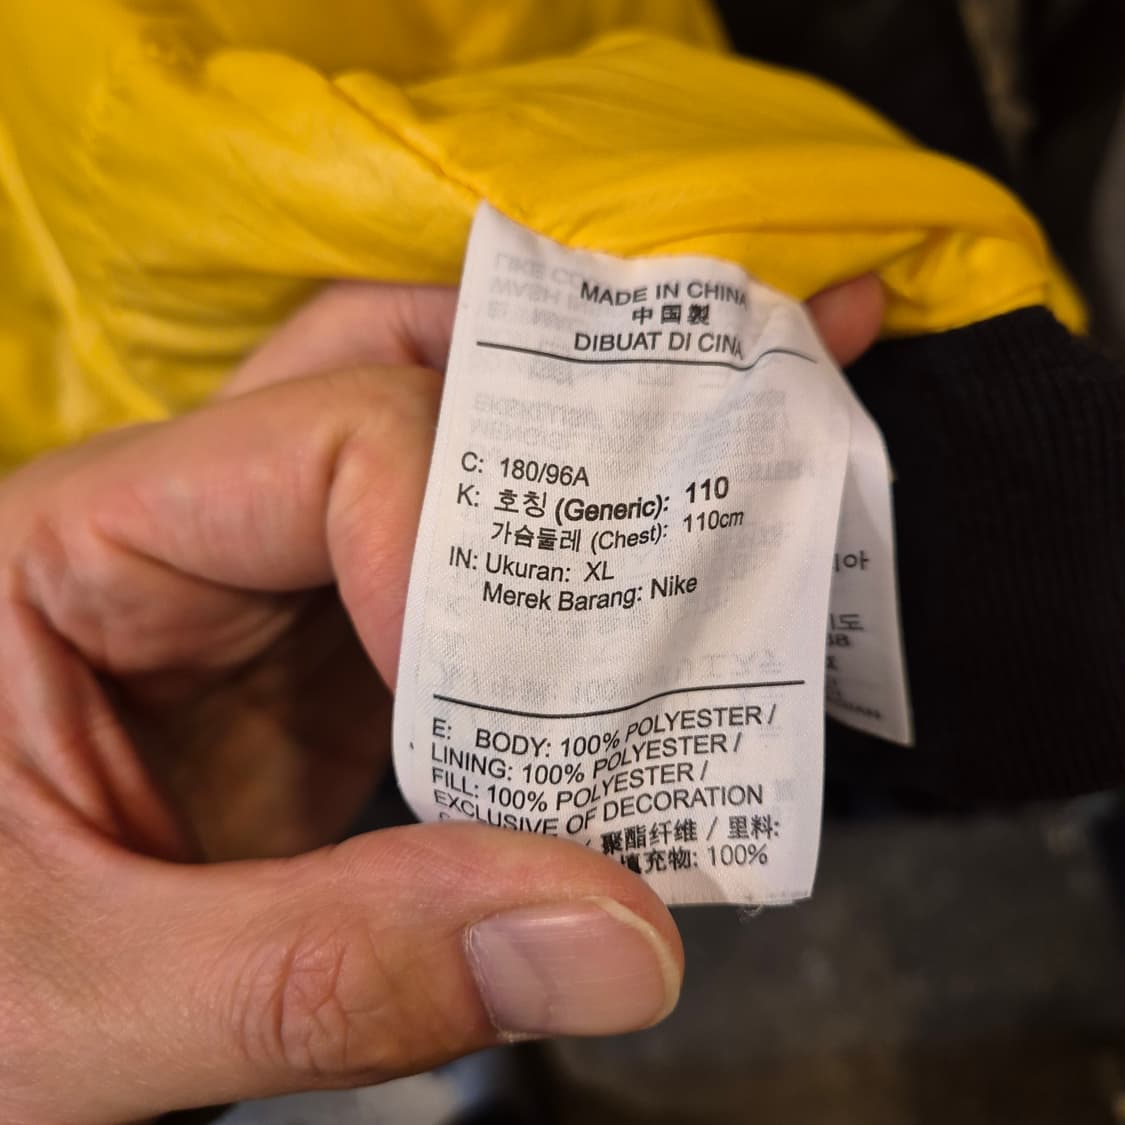 MADE IN CHINA
中国製
DIBUAT DI CINA
C: 180/96A
K: 호칭 (Generic): 110
가슴둘레 (Chest): 110cm
IN: Ukuran: XL
Merek Barang: Nike
E: BODY: 100% POLYESTER /
LINING: 100% POLYESTER /
FILL: 100% POLYESTER /
EXCLUSIVE OF DECORATION
聚酯纤维 / 里料:
填充物: 100%